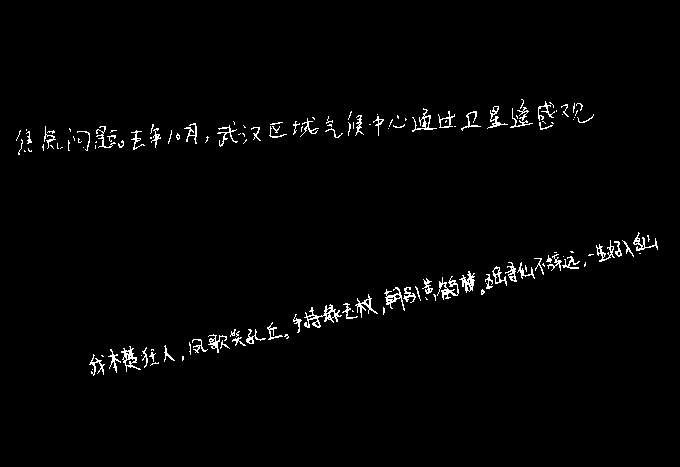 焦点问题。去年10月，武汉区域气候中心通过卫星遥感观
我本楚狂人，凤歌笑孔丘。手持绿玉杖，朝别黄鹤楼。五岳寻仙不辞远，一生好入名山